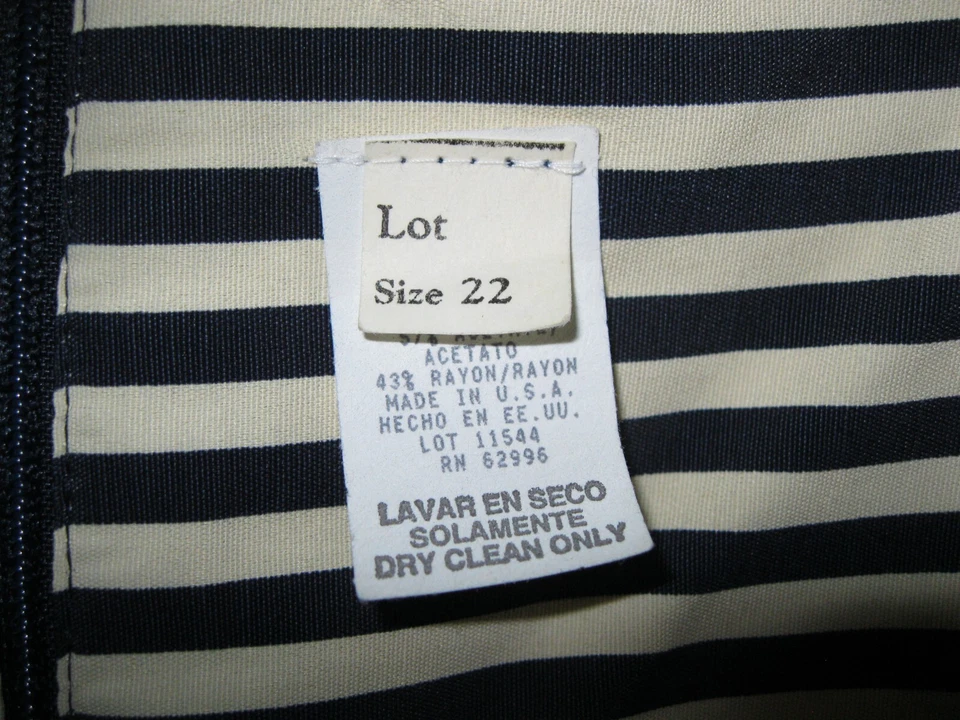 Lot
Size 22
ACETATO
43% RAYON/RAYON
MADE IN U.S.A.
HECHO EN EE.UU.
LOT 11544
RN 62996
LAVAR EN SECO
SOLAMENTE
DRY CLEAN ONLY